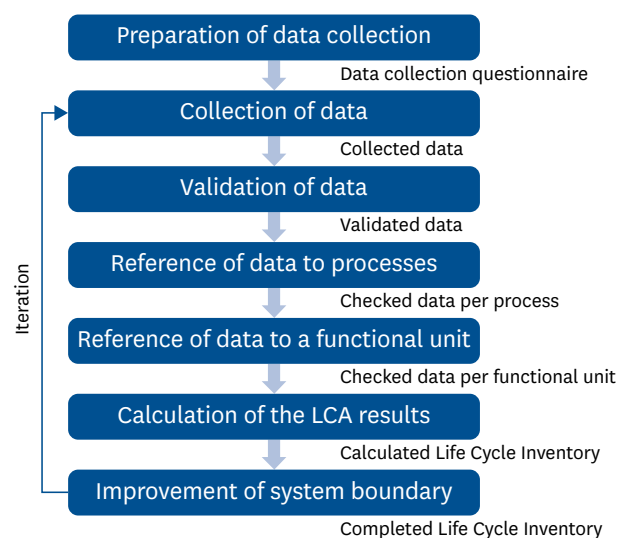 Preparation of data collection
Data collection questionnaire
Collection of data
Collected data
Validation of data
Validated data
Reference of data to processes
Checked data per process
Iteration
Reference of data to a functional unit
Checked data per functional unit
Calculation of the LCA results
Calculated Life Cycle Inventory
Improvement of system boundary
Completed Life Cycle Inventory